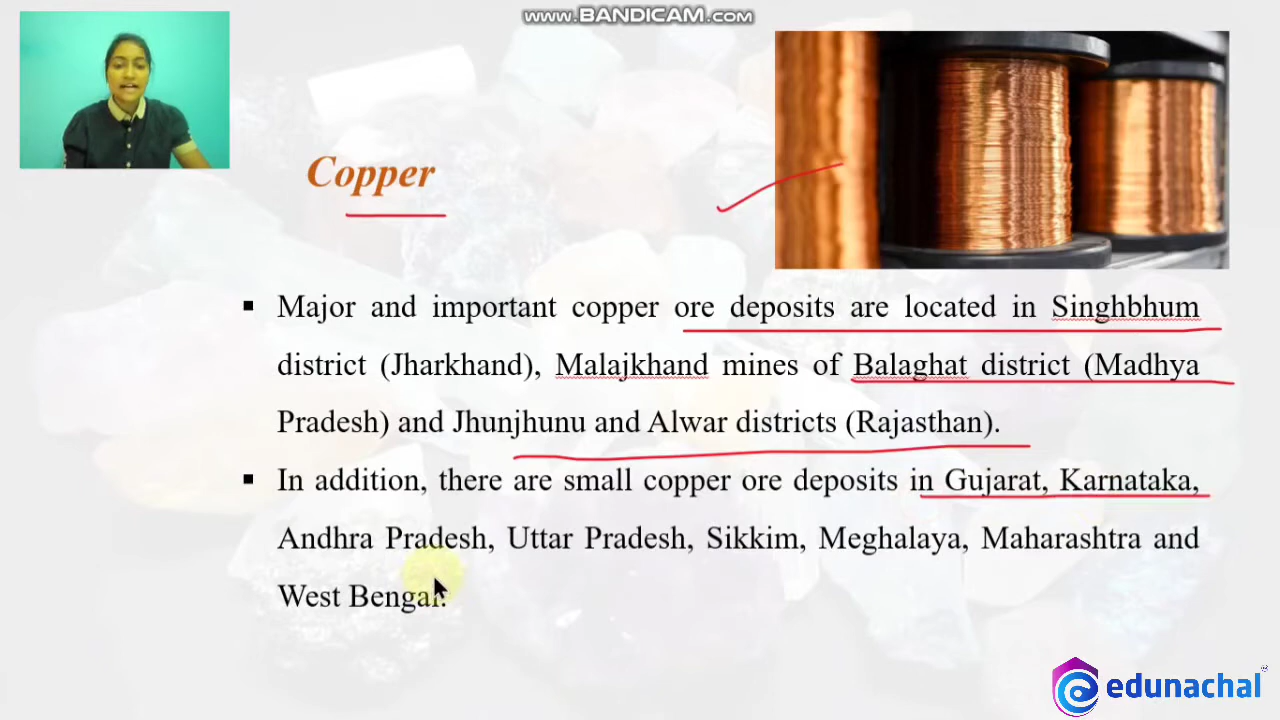 www.BANDICAM.com
Copper
▪ Major and important copper ore deposits are located in Singhbhum
district (Jharkhand), Malajkhand mines of Balaghat district (Madhya
Pradesh) and Jhunjhunu and Alwar districts (Rajasthan).
▪ In addition, there are small copper ore deposits in Gujarat, Karnataka,
Andhra Pradesh, Uttar Pradesh, Sikkim, Meghalaya, Maharashtra and
West Bengal.
edunachal